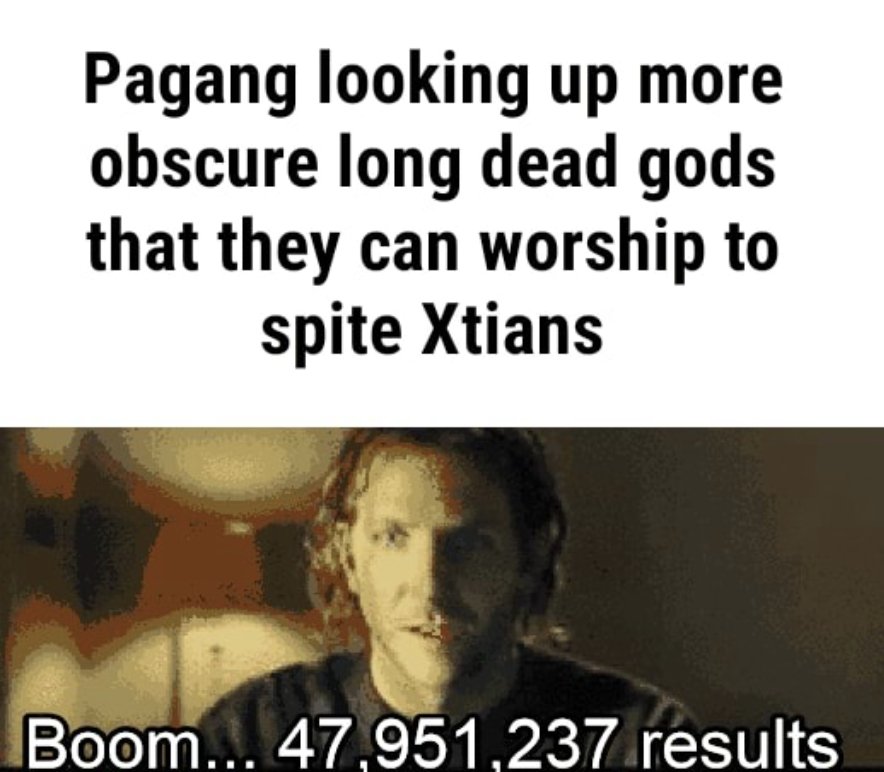 Pagang looking up more
obscure long dead gods
that they can worship to
spite Xtians
Boom... 47,951,237 results